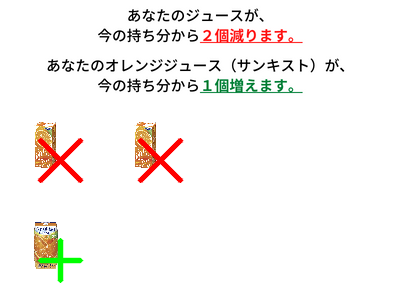 あなたのジュースが、
今の持ち分から２個減ります。
あなたのオレンジジュース（サンキスト）が、
今の持ち分から１個増えます。